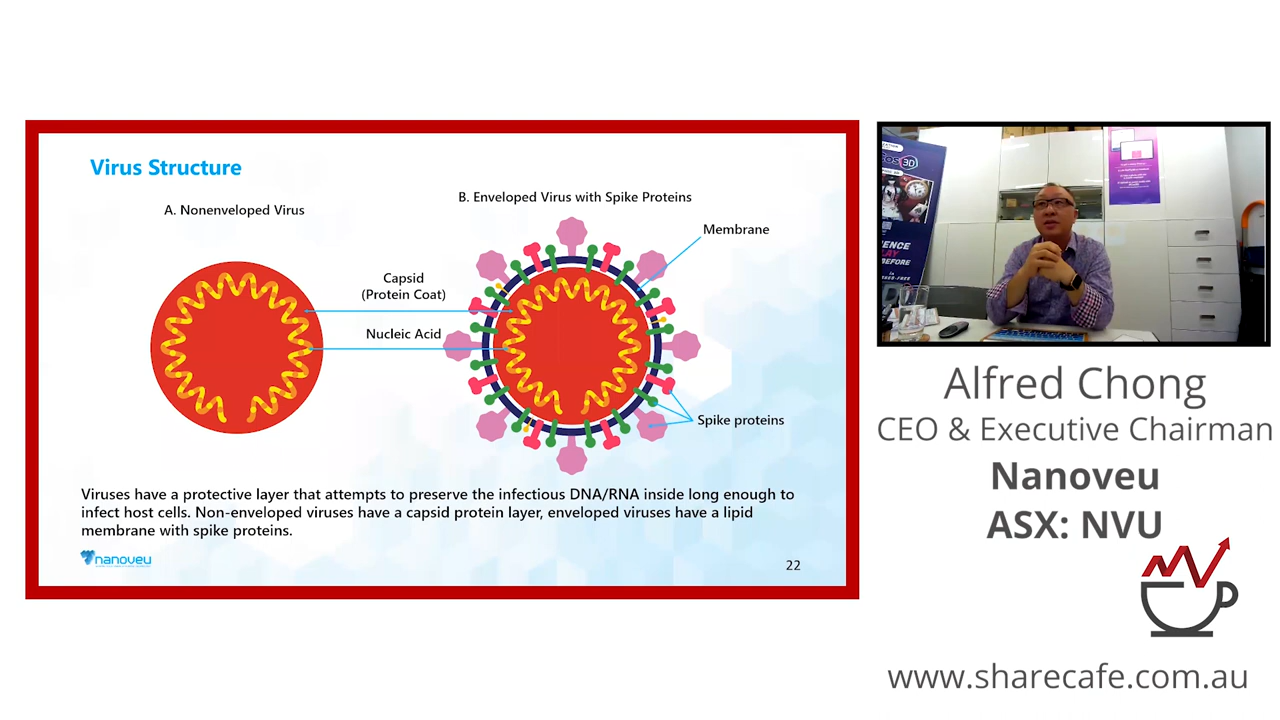 Virus Structure
A. Nonenveloped Virus
B. Enveloped Virus with Spike Proteins
Membrane
Capsid
(Protein Coat)
Nucleic Acid
Spike proteins
Viruses have a protective layer that attempts to preserve the infectious DNA/RNA inside long enough to
infect host cells. Non-enveloped viruses have a capsid protein layer, enveloped viruses have a lipid
membrane with spike proteins.
nanoveu
22
3D
Alfred Chong
CEO & Executive Chairman
Nanoveu
ASX: NVU
www.sharecafe.com.au